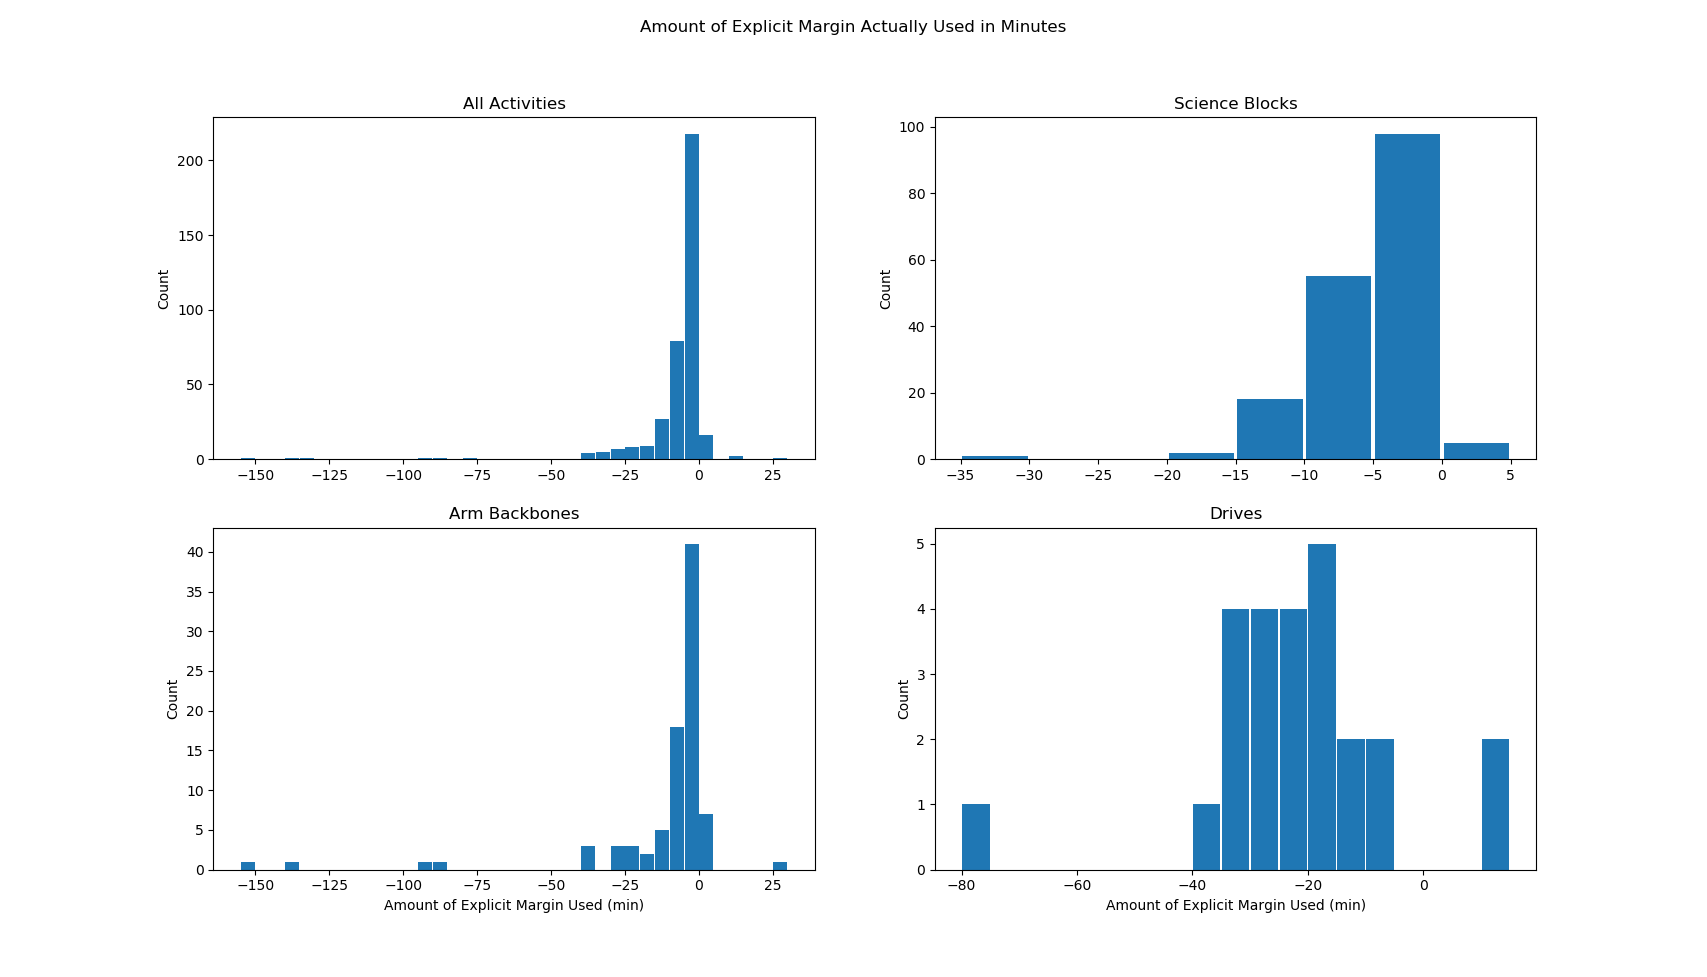 Amount of Explicit Margin Actually Used in Minutes
All Activities
Count
200
150
100
50
0
−150 −125 −100 −75 −50 −25 0 25
Science Blocks
Count
100
80
60
40
20
0
−35 −30 −25 −20 −15 −10 −5 0 5
Arm Backbones
Count
40
35
30
25
20
15
10
5
0
−150 −125 −100 −75 −50 −25 0 25
Amount of Explicit Margin Used (min)
Drives
Count
5
4
3
2
1
0
−80 −60 −40 −20 0
Amount of Explicit Margin Used (min)